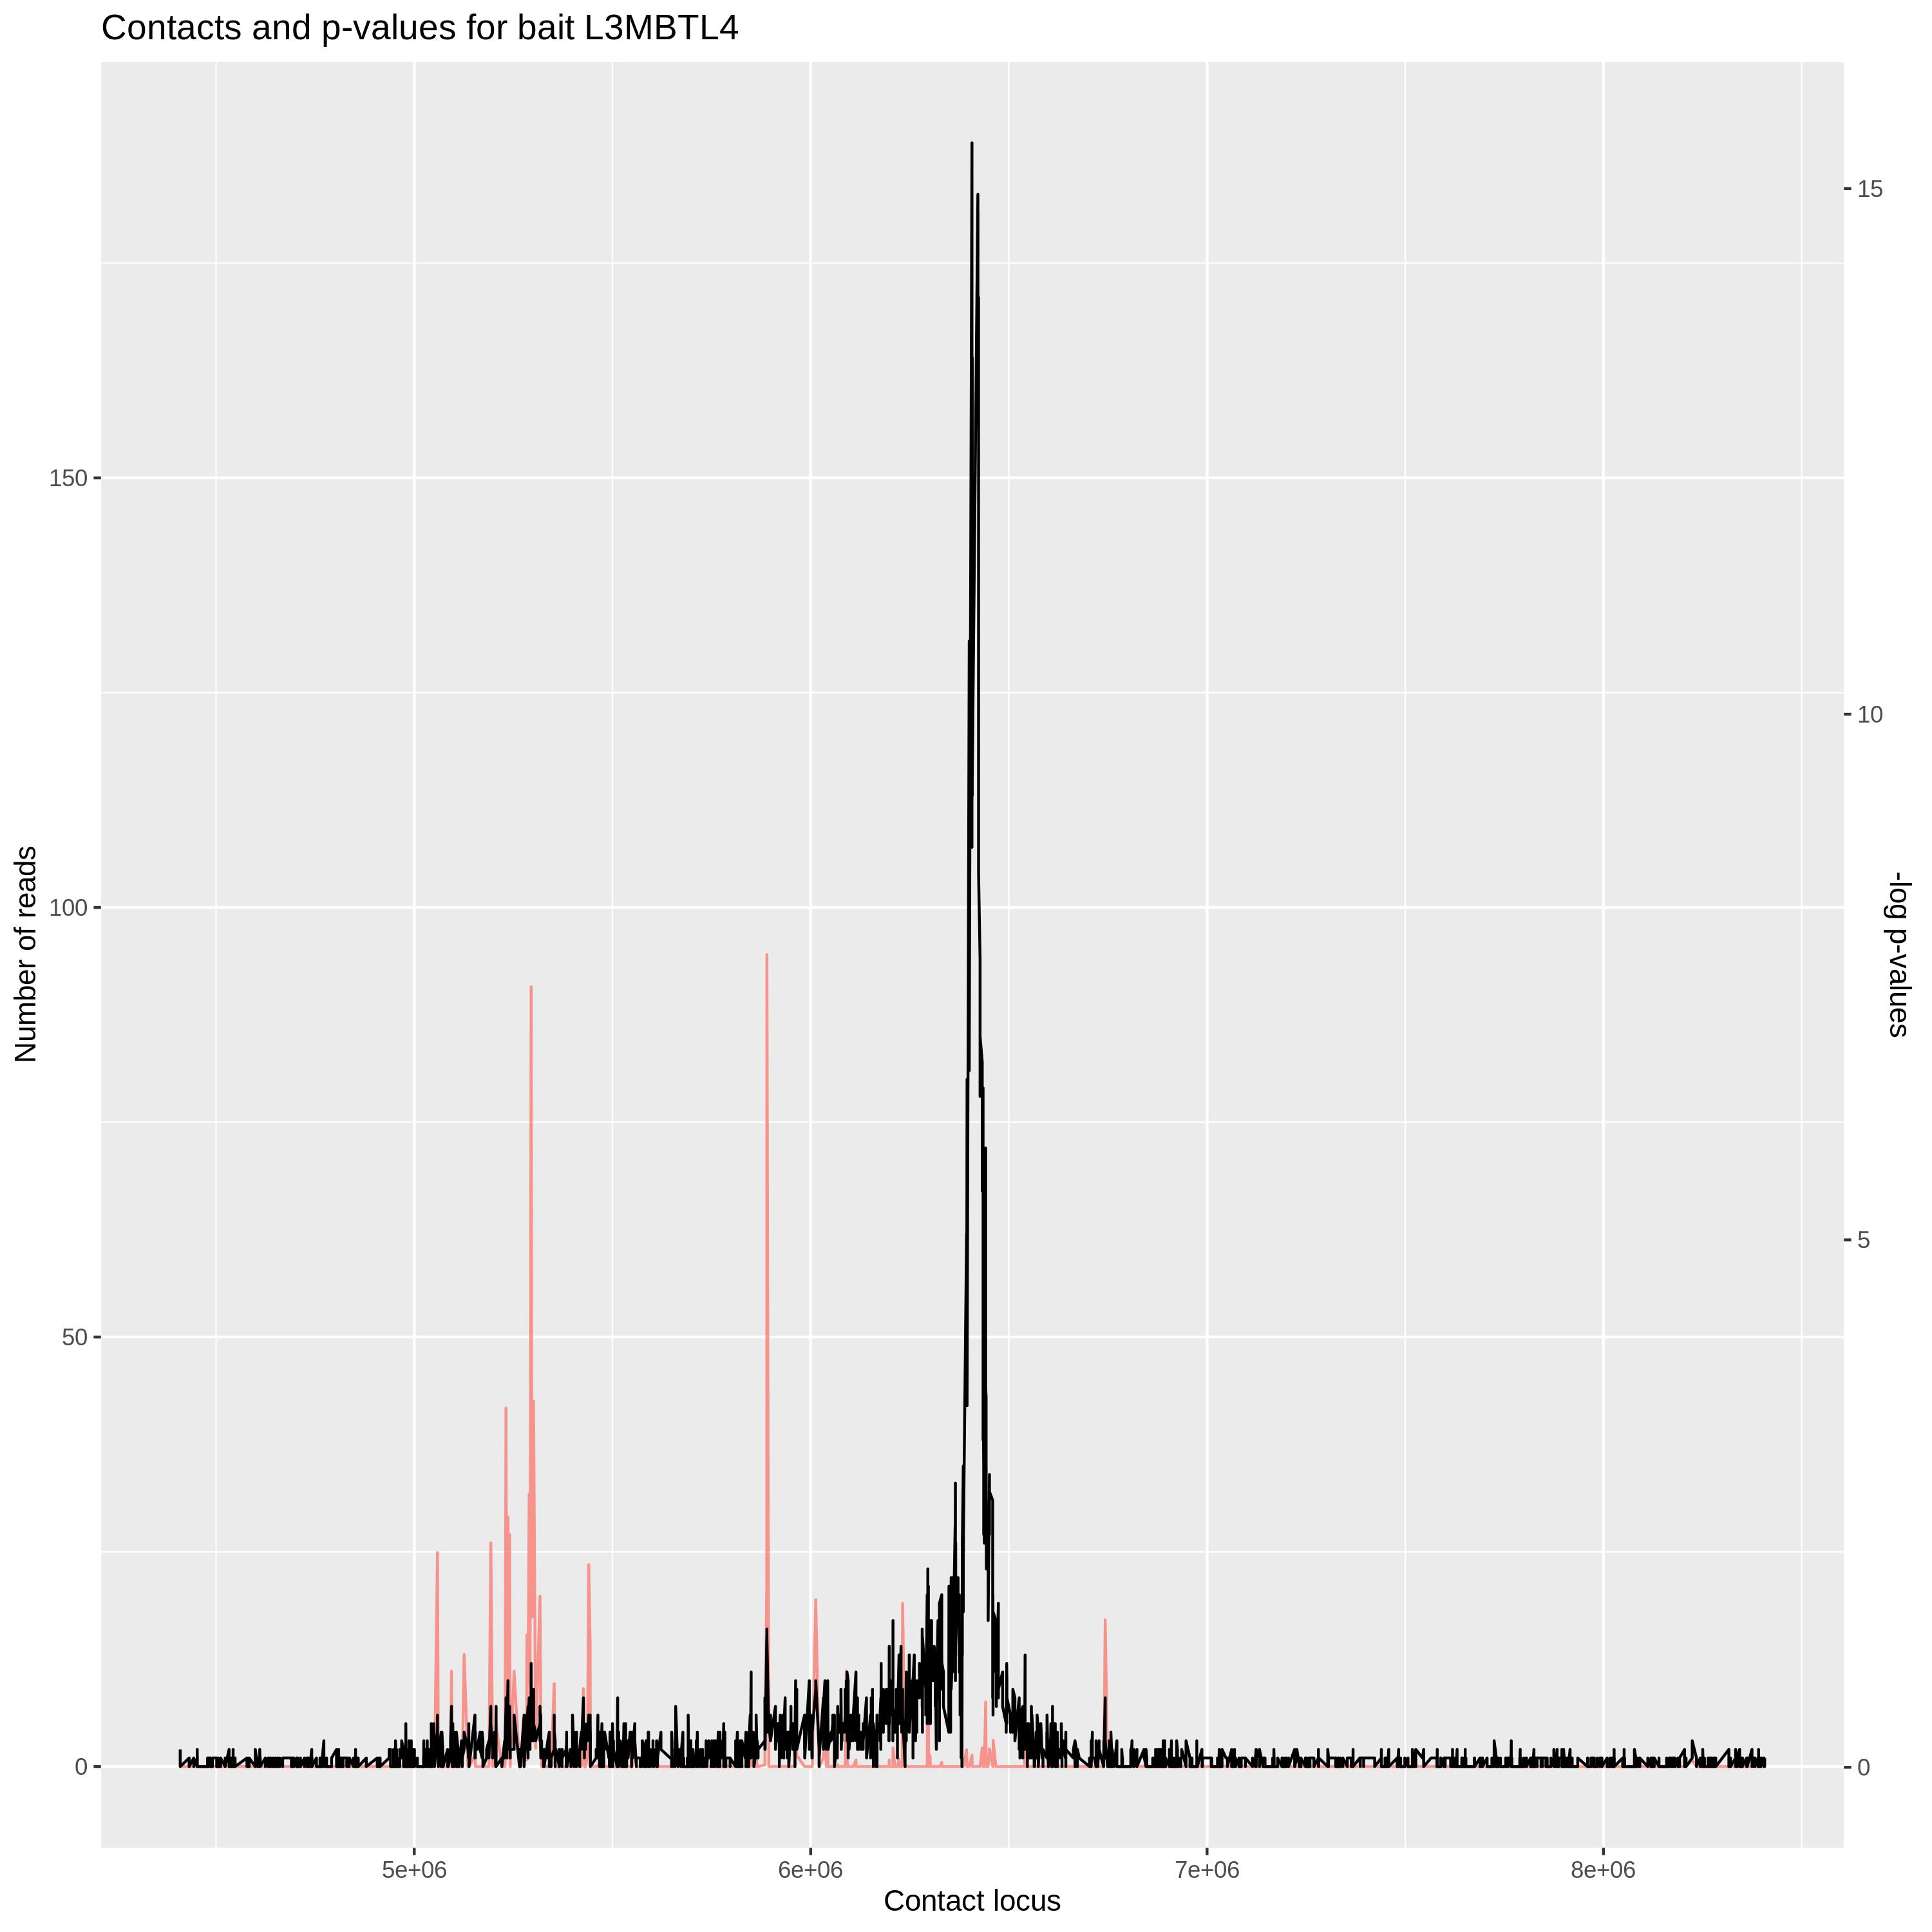 Contacts and p-values for bait L3MBTL4
Number of reads
150
100
50
0
15
10
5
0
-log p-values
5e+06
6e+06
7e+06
8e+06
Contact locus